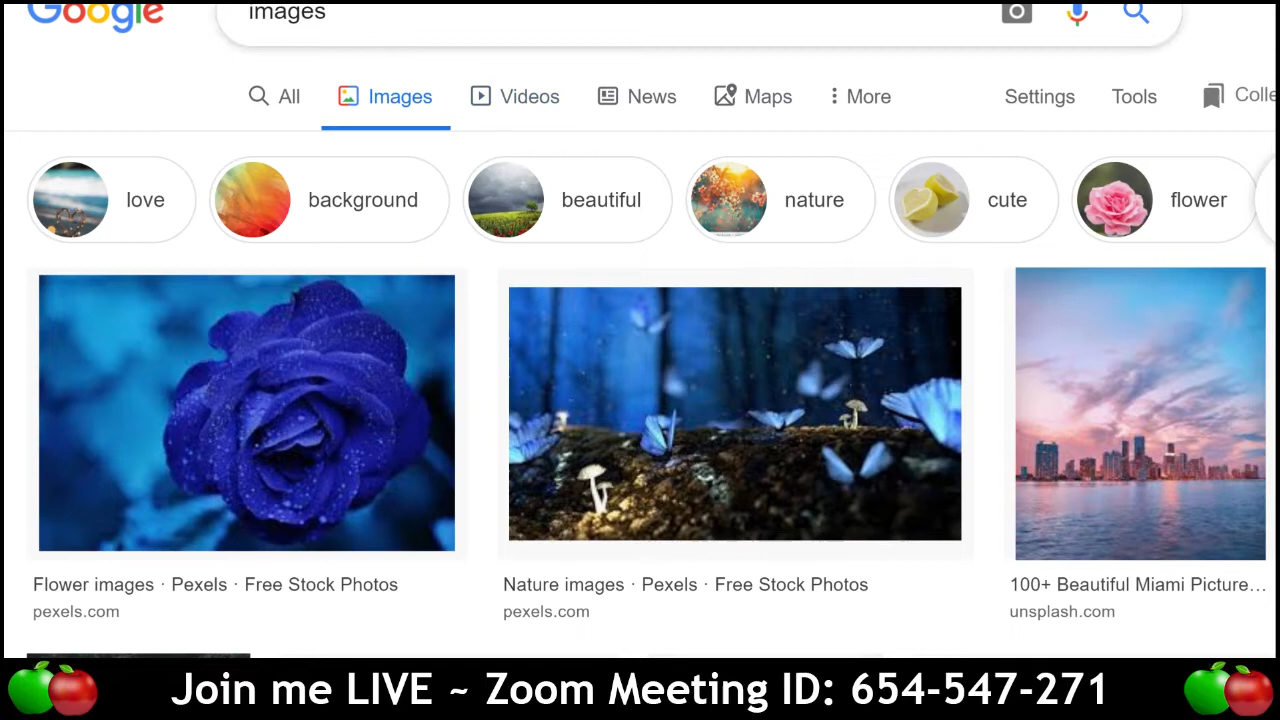 Google
images
All Images Videos News Maps More Settings Tools Colle
love background beautiful nature cute flower
Flower images · Pexels · Free Stock Photos
pexels.com
Nature images · Pexels · Free Stock Photos
pexels.com
100+ Beautiful Miami Picture...
unsplash.com
Join me LIVE ~ Zoom Meeting ID: 654-547-271